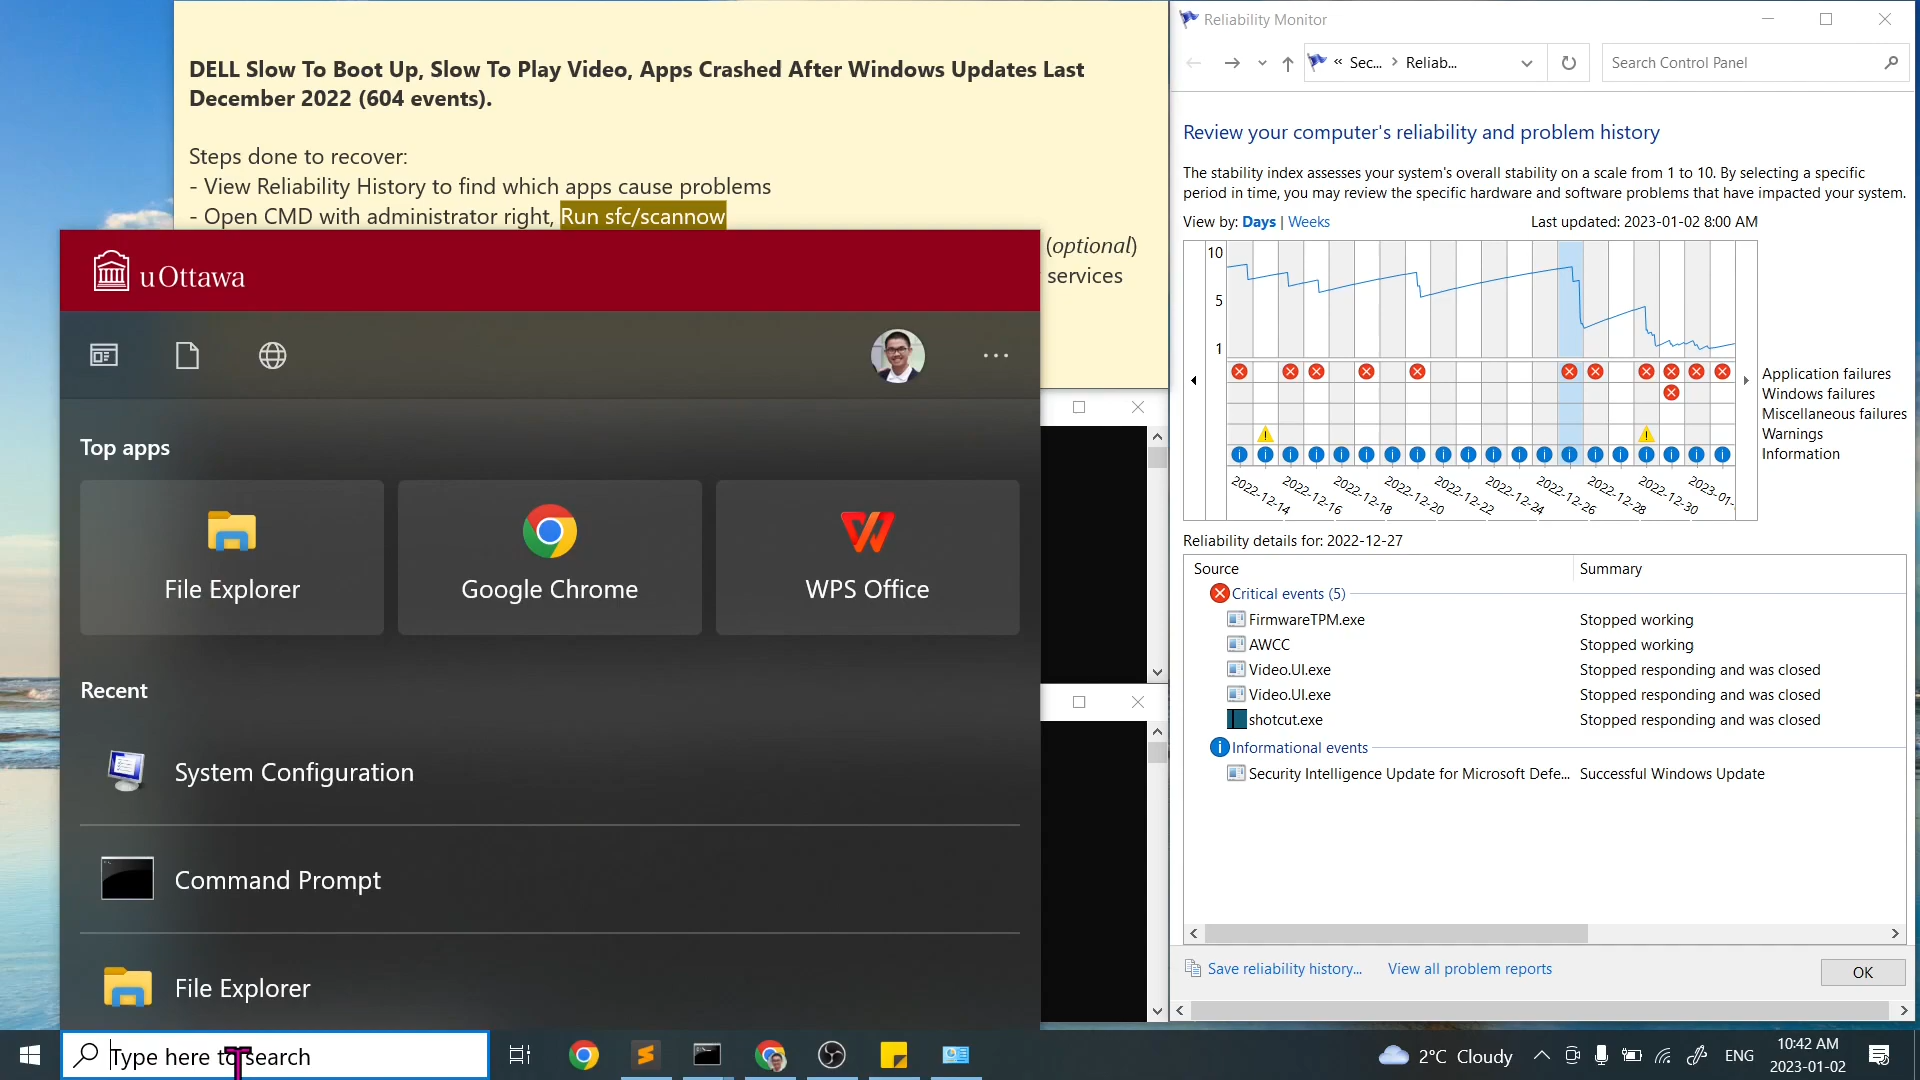 DELL Slow To Boot Up, Slow To Play Video, Apps Crashed After Windows Updates Last
December 2022 (604 events).
Steps done to recover:
- View Reliability History to find which apps cause problems
- Open CMD with administrator right, Run sfc/scannow
(optional)
services
uOttawa
Top apps
File Explorer
Google Chrome
WPS Office
Recent
System Configuration
Command Prompt
File Explorer
Type here to search
Reliability Monitor
« Sec... > Reliab...
Search Control Panel
Review your computer's reliability and problem history
The stability index assesses your system's overall stability on a scale from 1 to 10. By selecting a specific
period in time, you may review the specific hardware and software problems that have impacted your system.
View by: Days | Weeks
Last updated: 2023-01-02 8:00 AM
10
5
1
Application failures
Windows failures
Miscellaneous failures
Warnings
Information
2022-12-14
2022-12-16
2022-12-18
2022-12-20
2022-12-22
2022-12-24
2022-12-26
2022-12-28
2022-12-30
2023-01-
Reliability details for: 2022-12-27
Source Summary
Critical events (5)
FirmwareTPM.exe Stopped working
AWCC Stopped working
Video.UI.exe Stopped responding and was closed
Video.UI.exe Stopped responding and was closed
shotcut.exe Stopped responding and was closed
Informational events
Security Intelligence Update for Microsoft Defe... Successful Windows Update
Save reliability history...
View all problem reports
OK
2°C Cloudy
ENG
10:42 AM
2023-01-02